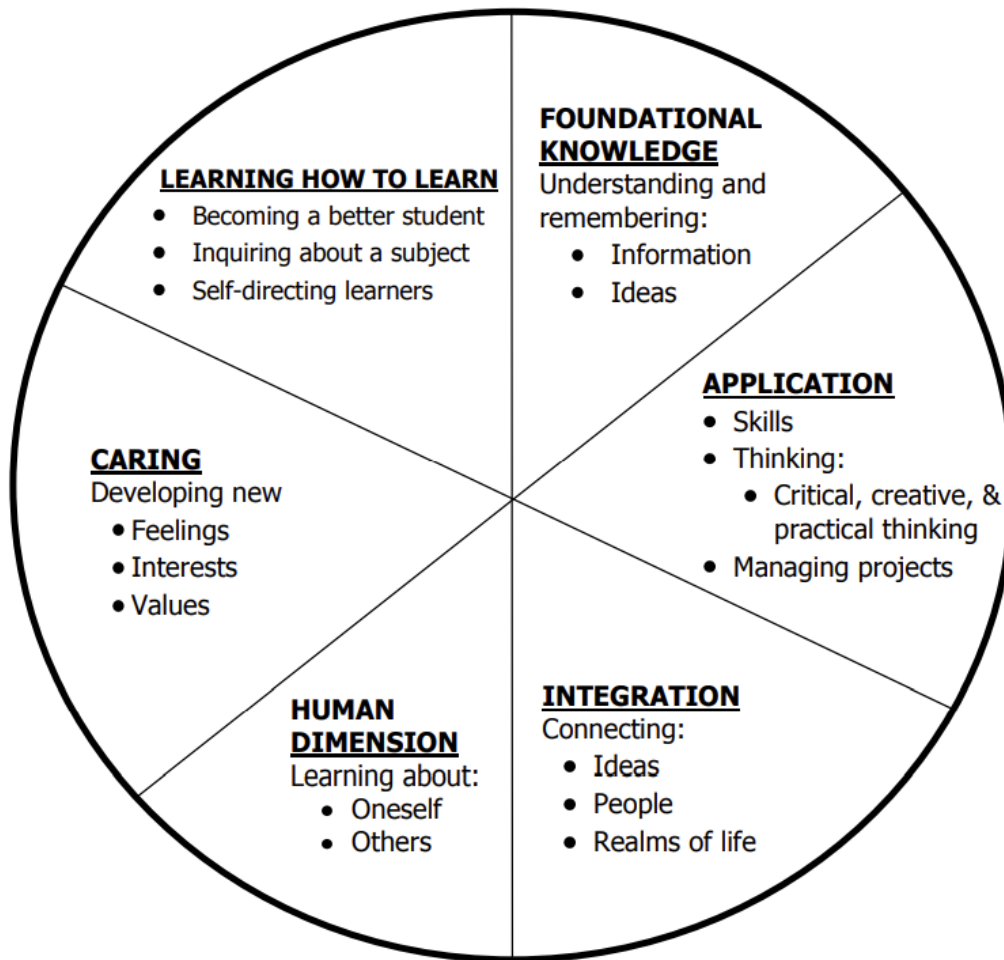 FOUNDATIONAL
KNOWLEDGE
Understanding and
remembering:
• Information
• Ideas
APPLICATION
• Skills
• Thinking:
• Critical, creative, &
practical thinking
• Managing projects
INTEGRATION
Connecting:
• Ideas
• People
• Realms of life
HUMAN
DIMENSION
Learning about:
• Oneself
• Others
CARING
Developing new
• Feelings
• Interests
• Values
LEARNING HOW TO LEARN
• Becoming a better student
• Inquiring about a subject
• Self-directing learners